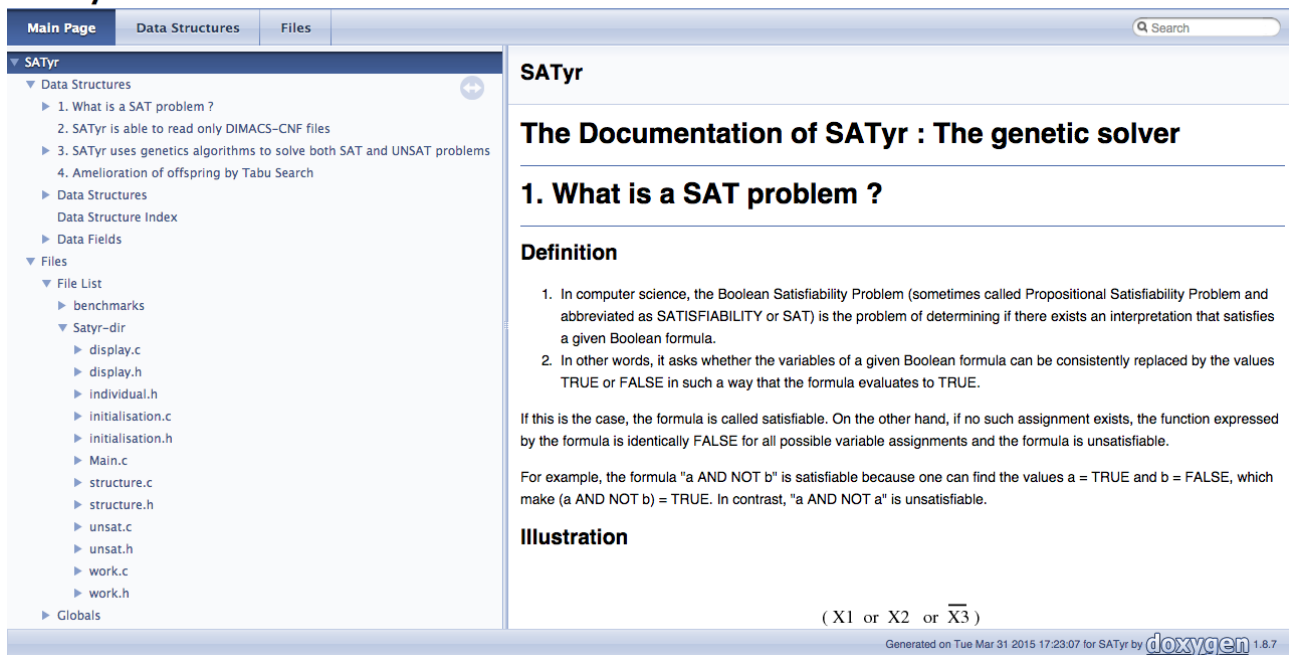 Main Page
Data Structures
Files
Search
SATyr
Data Structures
1. What is a SAT problem ?
2. SATyr is able to read only DIMACS-CNF files
3. SATyr uses genetics algorithms to solve both SAT and UNSAT problems
4. Amelioration of offspring by Tabu Search
Data Structures
Data Structure Index
Data Fields
Files
File List
benchmarks
Satyr-dir
display.c
display.h
individual.h
initialisation.c
initialisation.h
Main.c
structure.c
structure.h
unsat.c
unsat.h
work.c
work.h
Globals
SATyr
The Documentation of SATyr : The genetic solver
1. What is a SAT problem ?
Definition
1. In computer science, the Boolean Satisfiability Problem (sometimes called Propositional Satisfiability Problem and
abbreviated as SATISFIABILITY or SAT) is the problem of determining if there exists an interpretation that satisfies
a given Boolean formula.
2. In other words, it asks whether the variables of a given Boolean formula can be consistently replaced by the values
TRUE or FALSE in such a way that the formula evaluates to TRUE.
If this is the case, the formula is called satisfiable. On the other hand, if no such assignment exists, the function expressed
by the formula is identically FALSE for all possible variable assignments and the formula is unsatisfiable.
For example, the formula "a AND NOT b" is satisfiable because one can find the values a = TRUE and b = FALSE, which
make (a AND NOT b) = TRUE. In contrast, "a AND NOT a" is unsatisfiable.
Illustration
( X1 or X2 or X̅3̅ )
Generated on Tue Mar 31 2015 17:23:07 for SATyr by doxygen 1.8.7